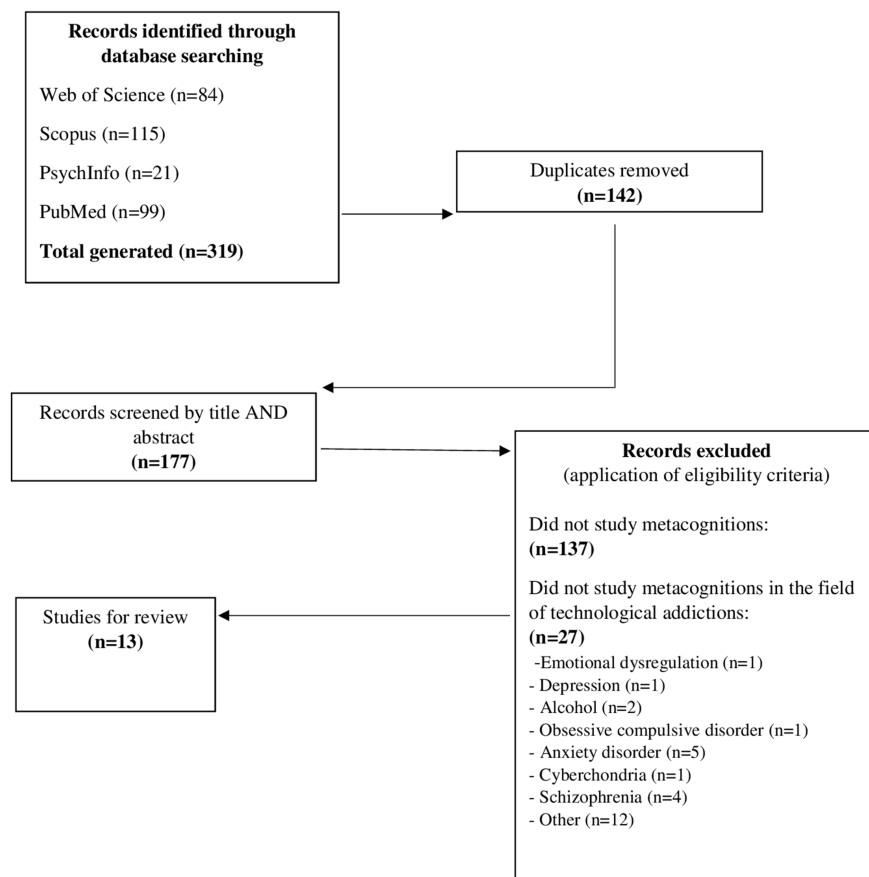 Records identified through
database searching
Web of Science (n=84)
Scopus (n=115)
PsychInfo (n=21)
PubMed (n=99)
Total generated (n=319)
Duplicates removed
(n=142)
Records screened by title AND
abstract
(n=177)
Records excluded
(application of eligibility criteria)
Did not study metacognitions:
(n=137)
Did not study metacognitions in the field
of technological addictions:
(n=27)
-Emotional dysregulation (n=1)
- Depression (n=1)
- Alcohol (n=2)
- Obsessive compulsive disorder (n=1)
- Anxiety disorder (n=5)
- Cyberchondria (n=1)
- Schizophrenia (n=4)
- Other (n=12)
Studies for review
(n=13)